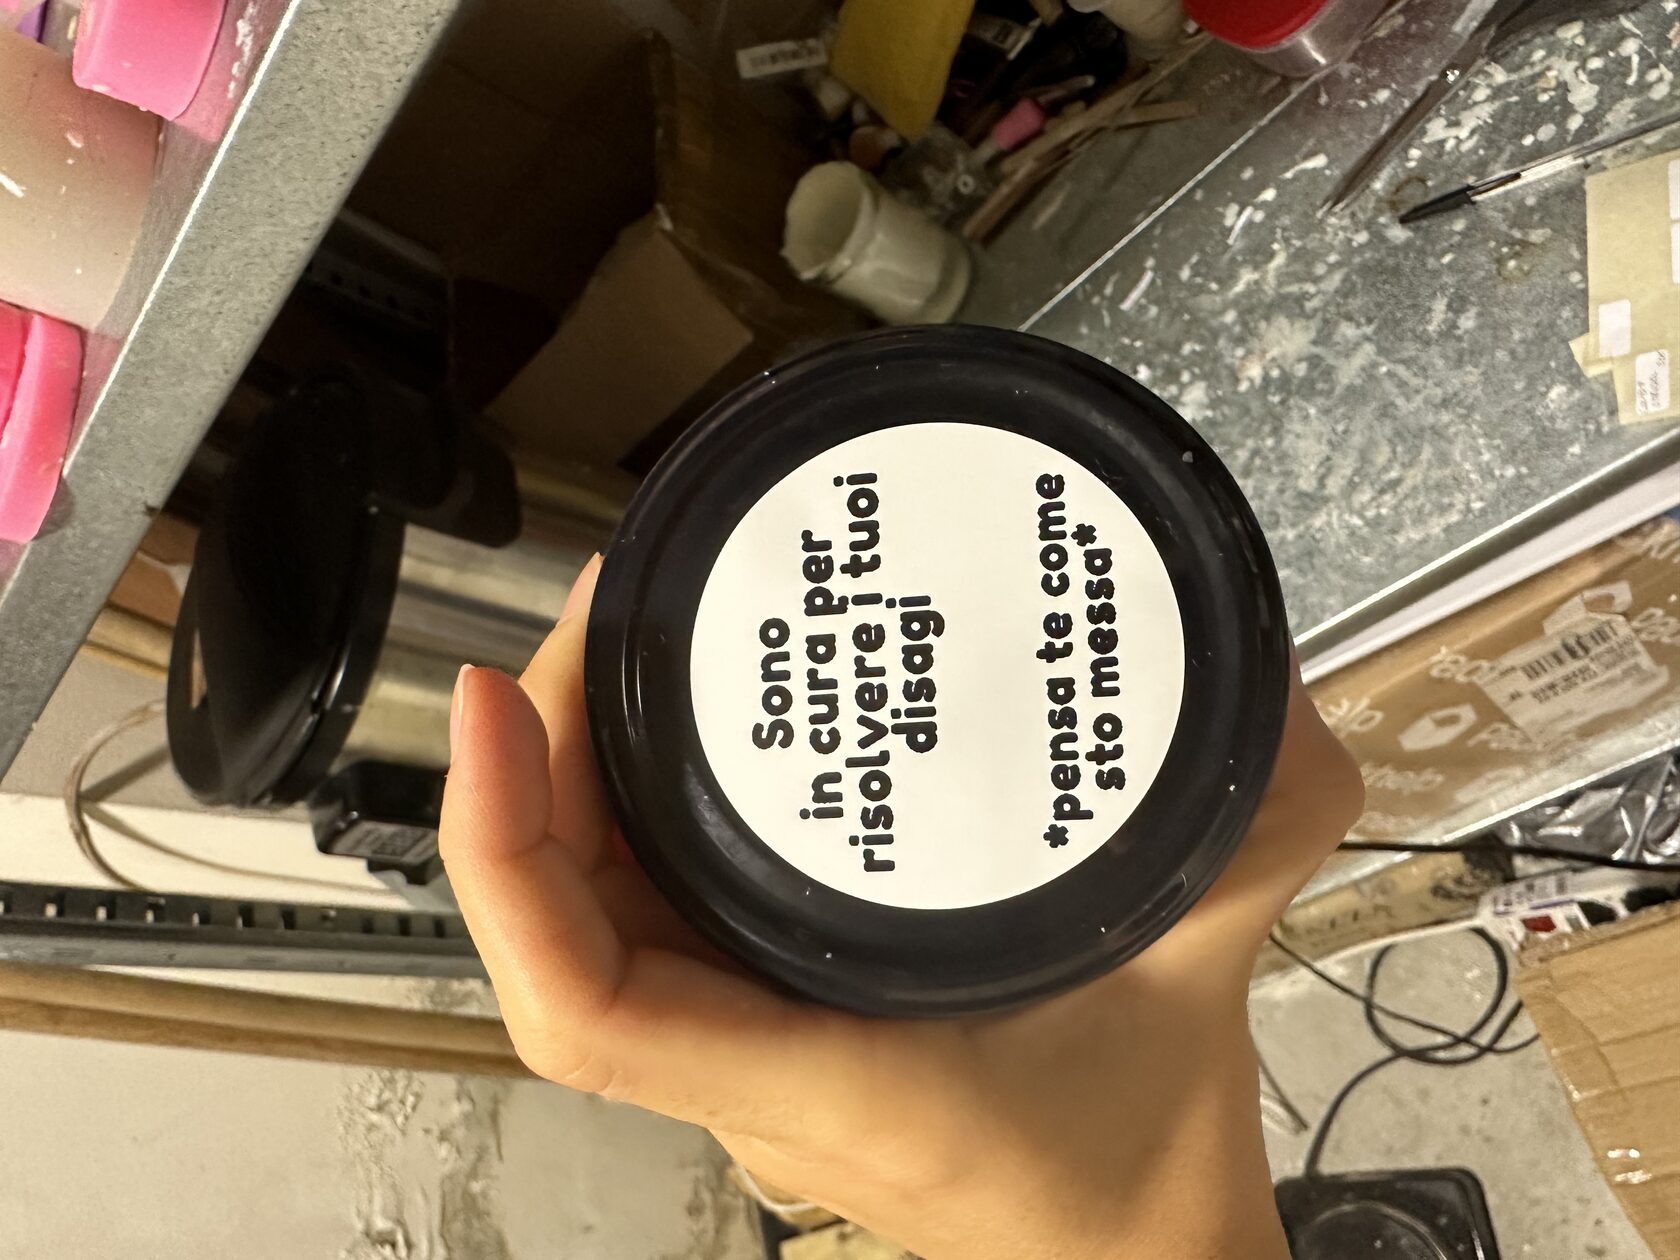 Sono
in cura per
risolvere i tuoi
disagi
*pensa te come
sto messa*